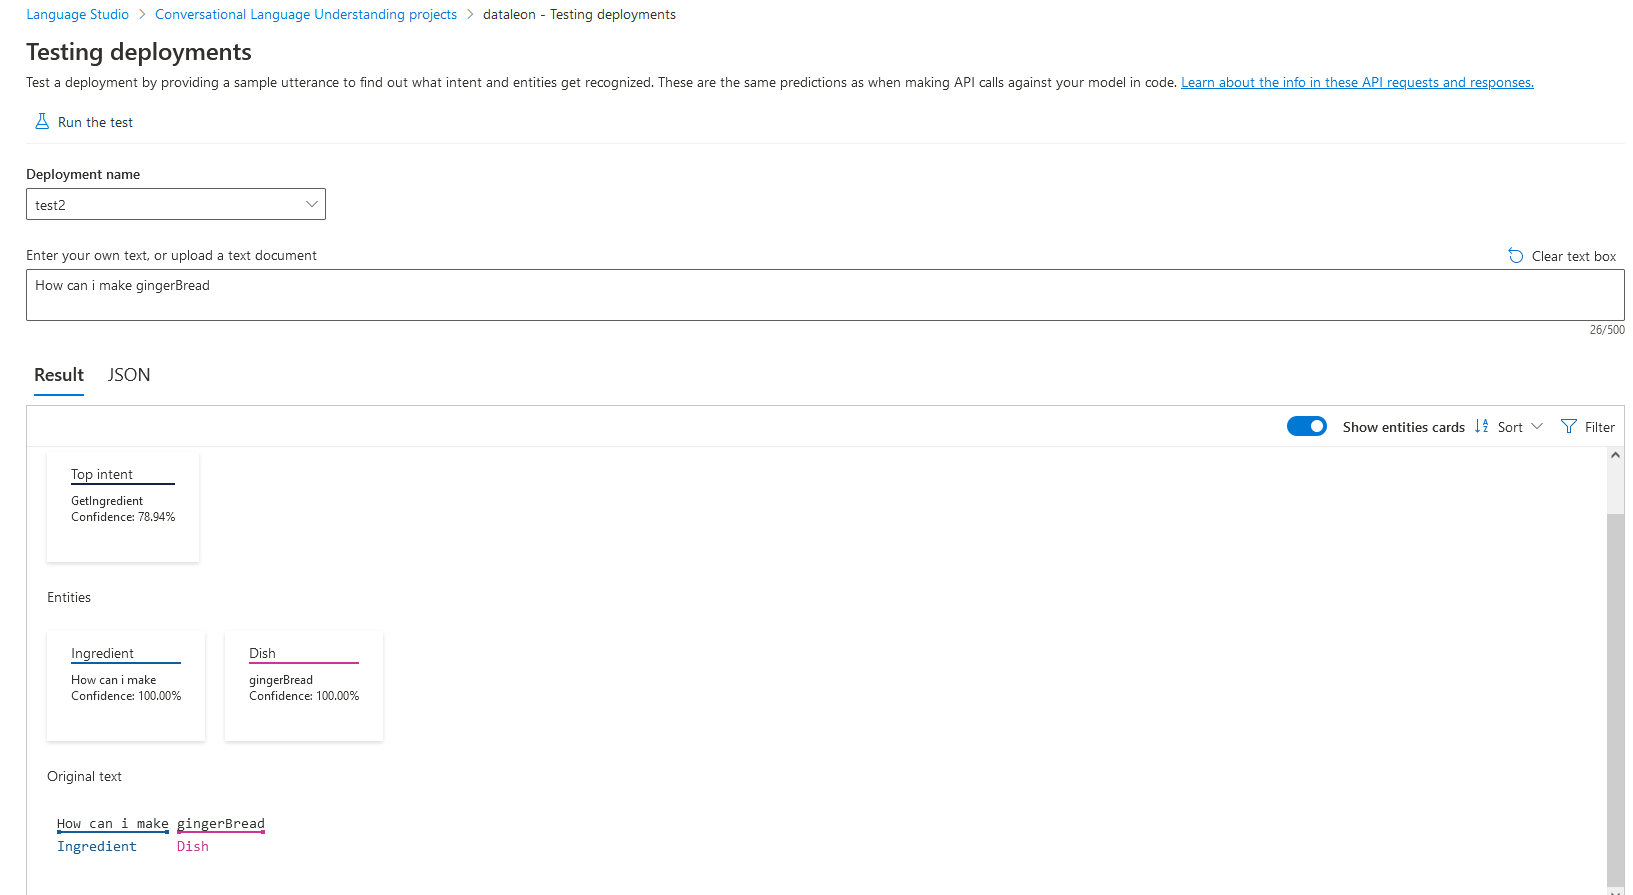 Language Studio > Conversational Language Understanding projects > dataleon - Testing deployments
Testing deployments
Test a deployment by providing a sample utterance to find out what intent and entities get recognized. These are the same predictions as when making API calls against your model in code. Learn about the info in these API requests and responses.
Run the test
Deployment name
test2
Enter your own text, or upload a text document
Clear text box
How can i make gingerBread
26/500
Result JSON
Show entities cards Sort Filter
Top intent
GetIngredient
Confidence: 78.94%
Entities
Ingredient
How can i make
Confidence: 100.00%
Dish
gingerBread
Confidence: 100.00%
Original text
How can i make gingerBread
Ingredient Dish